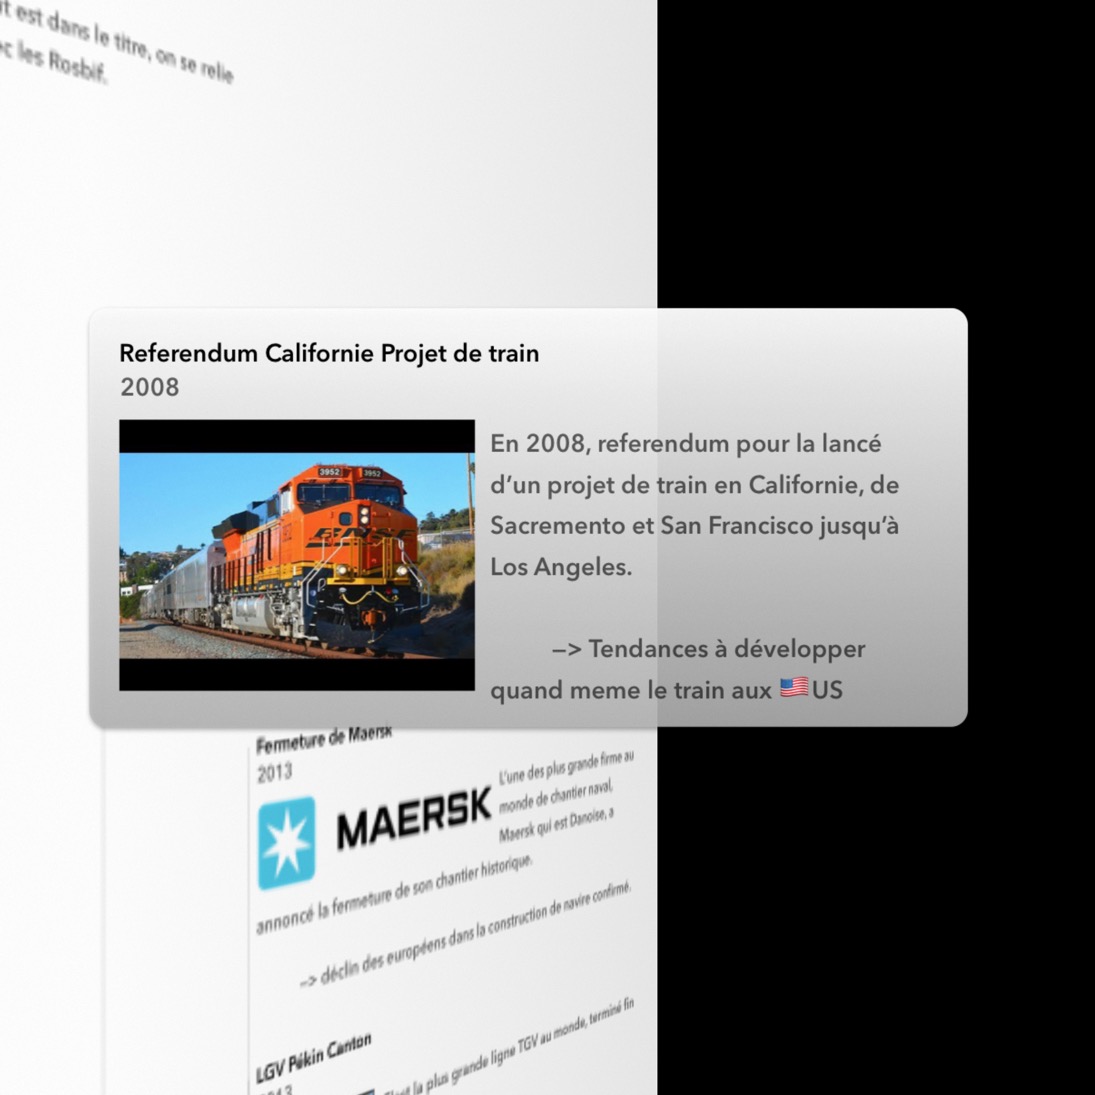 est dans le titre, on se relie
les Rosbif.
Referendum Californie Projet de train
2008
3952 3952
BNSF
En 2008, referendum pour la lancé
d’un projet de train en Californie, de
Sacremento et San Francisco jusqu’à
Los Angeles.
—> Tendances à développer
quand meme le train aux 🇺🇸US
Fermeture de Maersk
2013
L’une des plus grande firme au
monde de chantier naval,
MAERSK
Maersk qui est Danoise, a
annoncé la fermeture de son chantier historique.
—> déclin des européens dans la construction de navire confirmé.
LGV Pékin Canton
la plus grande ligne TGV au monde, terminé fin